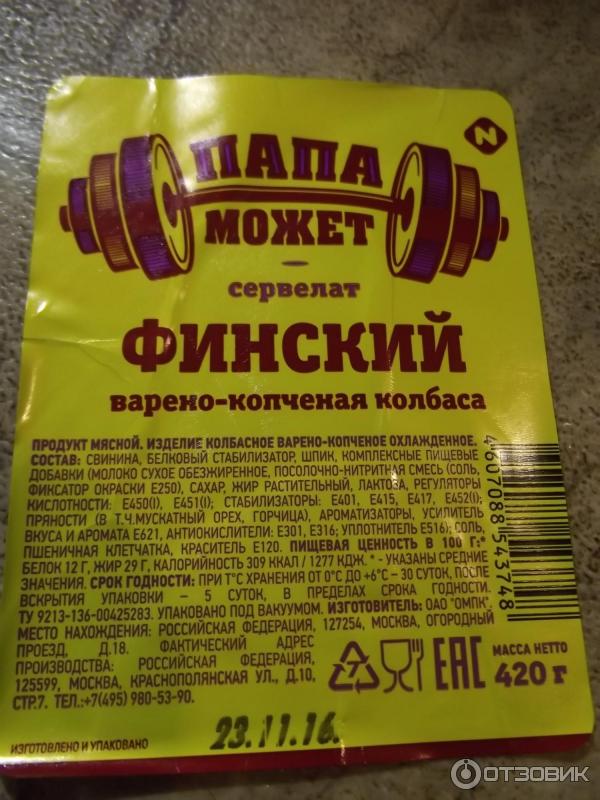 N
ПАПА
МОЖЕТ
сервелат
ФИНСКИЙ
варено-копченая колбаса
ПРОДУКТ МЯСНОЙ. ИЗДЕЛИЕ КОЛБАСНОЕ ВАРЕНО-КОПЧЕНОЕ ОХЛАЖДЕННОЕ.
СОСТАВ: СВИНИНА, БЕЛКОВЫЙ СТАБИЛИЗАТОР, ШПИК, КОМПЛЕКСНЫЕ ПИЩЕВЫЕ
ДОБАВКИ (МОЛОКО СУХОЕ ОБЕЗЖИРЕННОЕ, ПОСОЛОЧНО-НИТРИТНАЯ СМЕСЬ (СОЛЬ,
ФИКСАТОР ОКРАСКИ Е250), САХАР, ЖИР РАСТИТЕЛЬНЫЙ, ЛАКТОЗА, РЕГУЛЯТОРЫ
КИСЛОТНОСТИ: Е450(I), Е451(I); СТАБИЛИЗАТОРЫ: Е401, Е415, Е417, Е452(I);
ПРЯНОСТИ (В Т.Ч.МУСКАТНЫЙ ОРЕХ, ГОРЧИЦА), АРОМАТИЗАТОРЫ, УСИЛИТЕЛЬ
ВКУСА И АРОМАТА Е621, АНТИОКИСЛИТЕЛИ: Е301, Е316; УПЛОТНИТЕЛЬ Е516); СОЛЬ,
ПШЕНИЧНАЯ КЛЕТЧАТКА, КРАСИТЕЛЬ Е120. ПИЩЕВАЯ ЦЕННОСТЬ В 100 Г:*
БЕЛОК 12 Г, ЖИР 29 Г, КАЛОРИЙНОСТЬ 309 ККАЛ / 1277 КДЖ. * - УКАЗАНЫ СРЕДНИЕ
ЗНАЧЕНИЯ. СРОК ГОДНОСТИ: ПРИ Т°С ХРАНЕНИЯ ОТ 0°С ДО +6°С – 30 СУТОК, ПОСЛЕ
ВСКРЫТИЯ УПАКОВКИ – 5 СУТОК, В ПРЕДЕЛАХ СРОКА ГОДНОСТИ.
ТУ 9213-136-00425283. УПАКОВАНО ПОД ВАКУУМОМ. ИЗГОТОВИТЕЛЬ: ОАО "ОМПК".
МЕСТО НАХОЖДЕНИЯ: РОССИЙСКАЯ ФЕДЕРАЦИЯ, 127254, МОСКВА, ОГОРОДНЫЙ
ПРОЕЗД, Д.18. ФАКТИЧЕСКИЙ АДРЕС
ПРОИЗВОДСТВА: РОССИЙСКАЯ ФЕДЕРАЦИЯ,
125599, МОСКВА, КРАСНОПОЛЯНСКАЯ УЛ., Д.10,
СТР.7. ТЕЛ.:+7(495) 980-53-90.
4 607088 543748
7
EAC
МАССА НЕТТО
420 г
ИЗГОТОВЛЕНО И УПАКОВАНО
23.11.16.
ОТЗОВИК